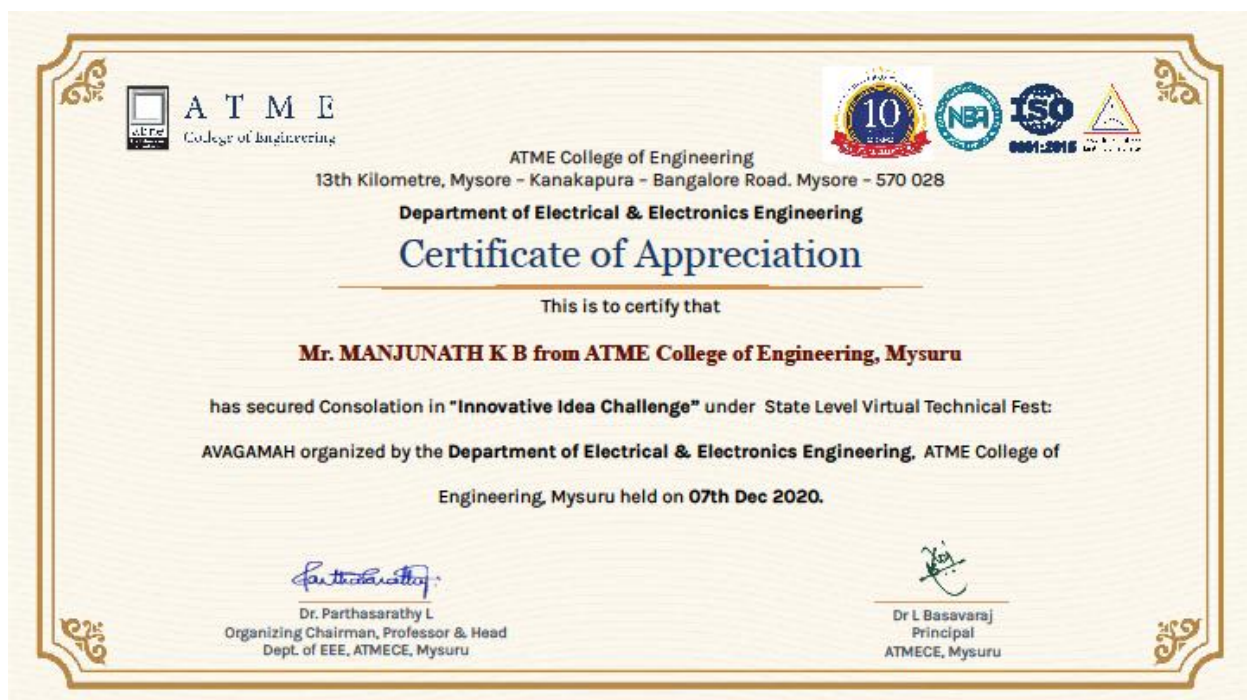 A T M E
College of Engineering
atme
10
NBA
ISO
9001:2015
ATME College of Engineering
13th Kilometre, Mysore – Kanakapura – Bangalore Road. Mysore – 570 028
Department of Electrical & Electronics Engineering
Certificate of Appreciation
This is to certify that
Mr. MANJUNATH K B from ATME College of Engineering, Mysuru
has secured Consolation in "Innovative Idea Challenge" under State Level Virtual Technical Fest:
AVAGAMAH organized by the Department of Electrical & Electronics Engineering, ATME College of
Engineering, Mysuru held on 07th Dec 2020.
Dr. Parthasarathy L
Organizing Chairman, Professor & Head
Dept. of EEE, ATMECE, Mysuru
Dr L Basavaraj
Principal
ATMECE, Mysuru